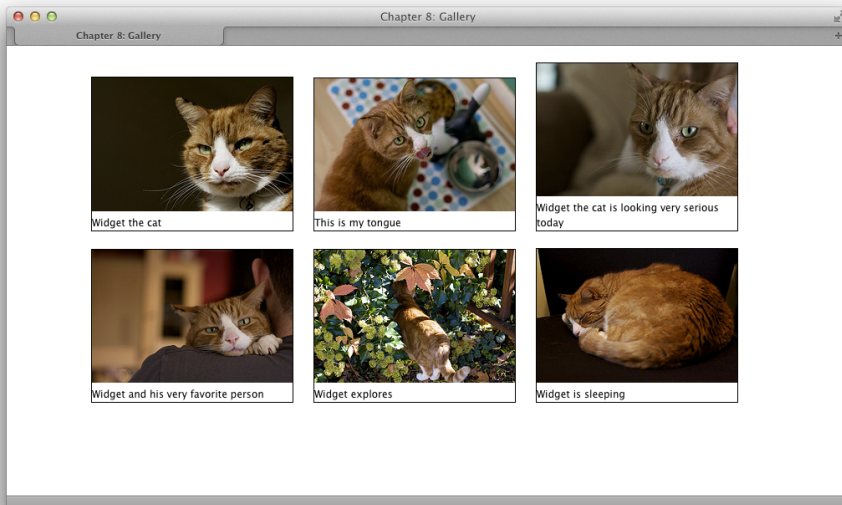 Chapter 8: Gallery
Chapter 8: Gallery
Widget the cat
This is my tongue
Widget the cat is looking very serious
today
Widget and his very favorite person
Widget explores
Widget is sleeping